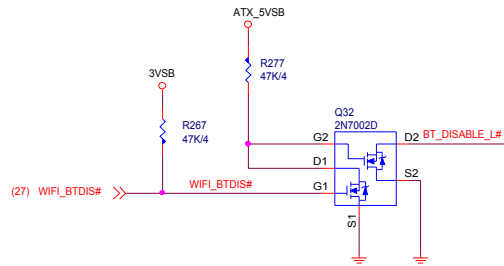 ATX_5VSB
R277
47K/4
3VSB
R267
47K/4
Q32
2N7002D
G2
D2
BT_DISABLE_L#
D1
(27) WIFI_BTDIS#
WIFI_BTDIS#
G1
S2
S1